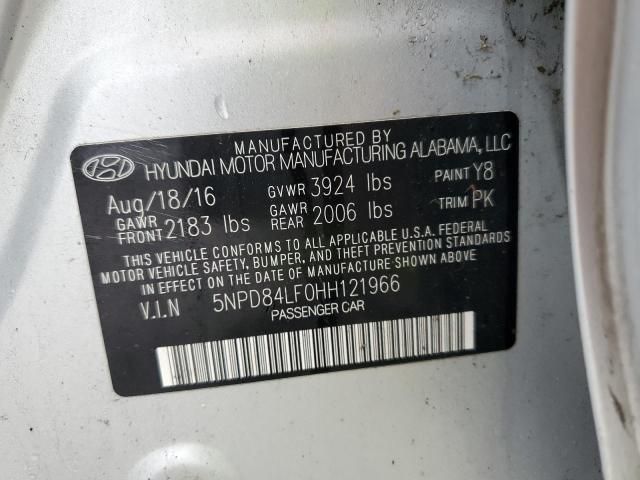 MANUFACTURED BY
HYUNDAI MOTOR MANUFACTURING ALABAMA, LLC
Aug/18/16 GVWR 3924 lbs PAINT Y8
GAWR FRONT 2183 lbs GAWR REAR 2006 lbs TRIM PK
THIS VEHICLE CONFORMS TO ALL APPLICABLE U.S.A. FEDERAL
MOTOR VEHICLE SAFETY, BUMPER, AND THEFT PREVENTION STANDARDS
IN EFFECT ON THE DATE OF MANUFACTURE SHOWN ABOVE
V.I.N 5NPD84LF0HH121966
PASSENGER CAR